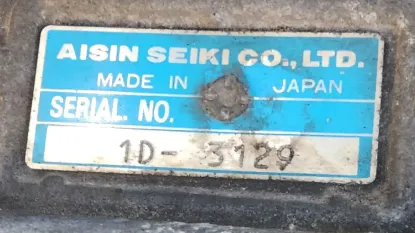 AISIN SEIKI CO., LTD.
MADE IN JAPAN
SERIAL NO.
1D- 3129